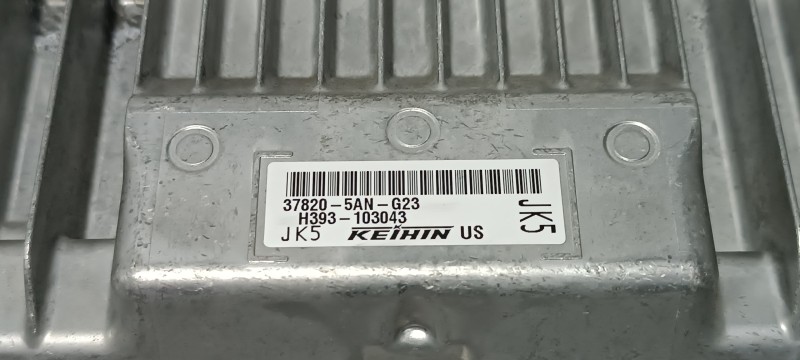 37820-5AN-G23
H393-103043
JK5 KEIHIN US
JK5